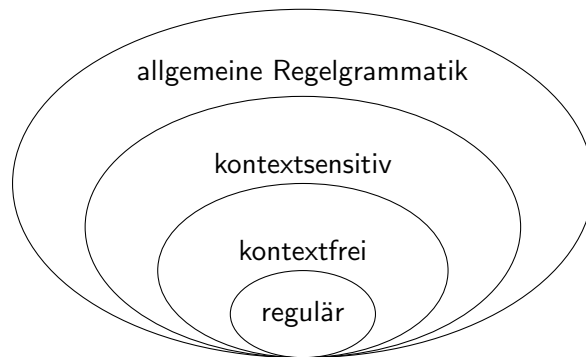 allgemeine Regelgrammatik
kontextsensitiv
kontextfrei
regulär